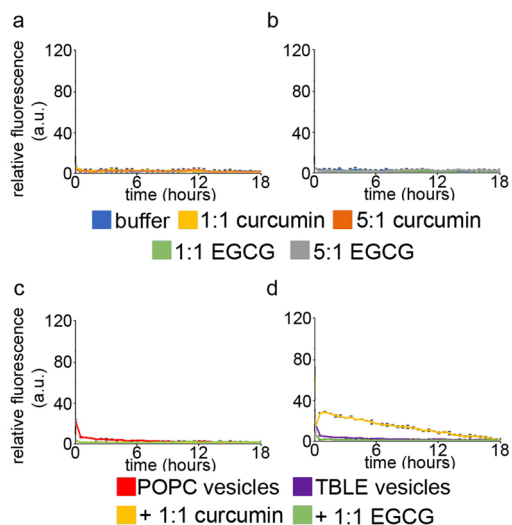 a b
relative fluorescence
(a.u.)
120
80
40
0
0 6 12 18
time (hours)
120
80
40
0
0 6 12 18
time (hours)
buffer 1:1 curcumin 5:1 curcumin
1:1 EGCG 5:1 EGCG
c d
relative fluorescence
(a.u.)
120
80
40
0
0 6 12 18
time (hours)
120
80
40
0
0 6 12 18
time (hours)
POPC vesicles TBLE vesicles
+ 1:1 curcumin + 1:1 EGCG